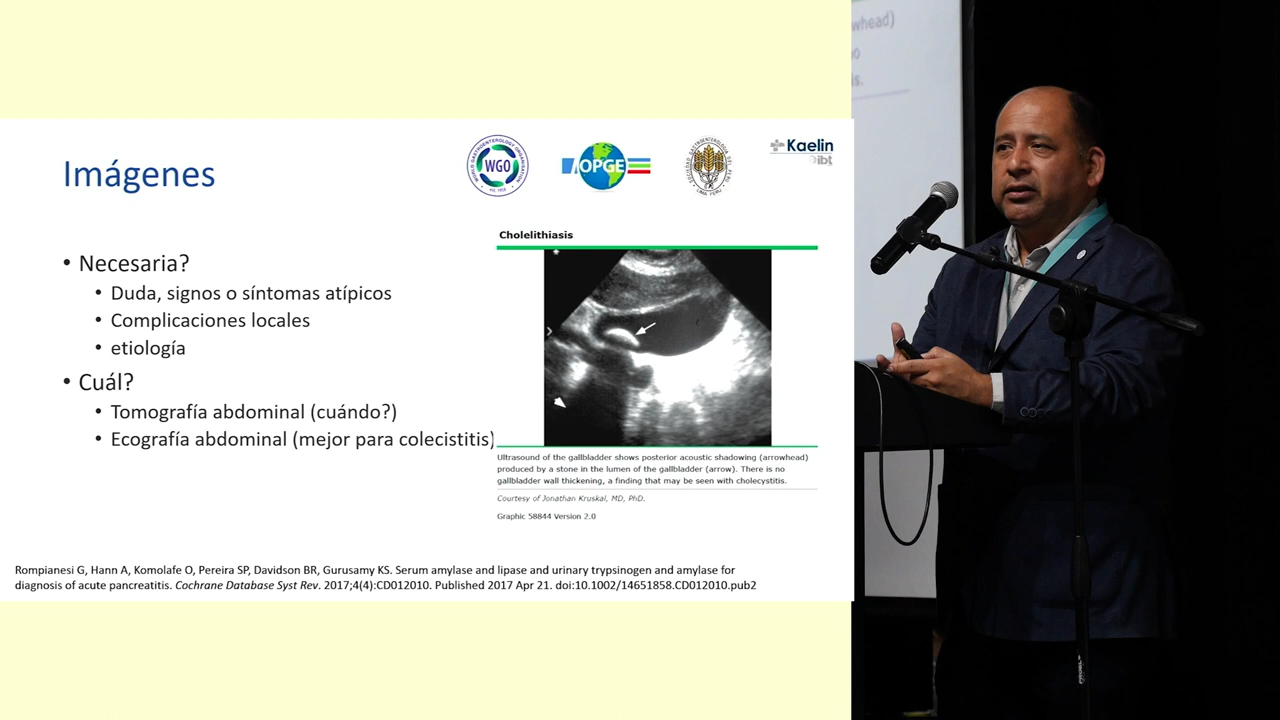 Imágenes
WGO
OPGE
Kaelin
ibt
• Necesaria?
• Duda, signos o síntomas atípicos
• Complicaciones locales
• etiología
• Cuál?
• Tomografía abdominal (cuándo?)
• Ecografía abdominal (mejor para colecistitis)
Cholelithiasis
Ultrasound of the gallbladder shows posterior acoustic shadowing (arrowhead)
produced by a stone in the lumen of the gallbladder (arrow). There is no
gallbladder wall thickening, a finding that may be seen with cholecystitis.
Courtesy of Jonathan Kruskal, MD, PhD.
Graphic 58844 Version 2.0
Rompianesi G, Hann A, Komolafe O, Pereira SP, Davidson BR, Gurusamy KS. Serum amylase and lipase and urinary trypsinogen and amylase for
diagnosis of acute pancreatitis. Cochrane Database Syst Rev. 2017;4(4):CD012010. Published 2017 Apr 21. doi:10.1002/14651858.CD012010.pub2